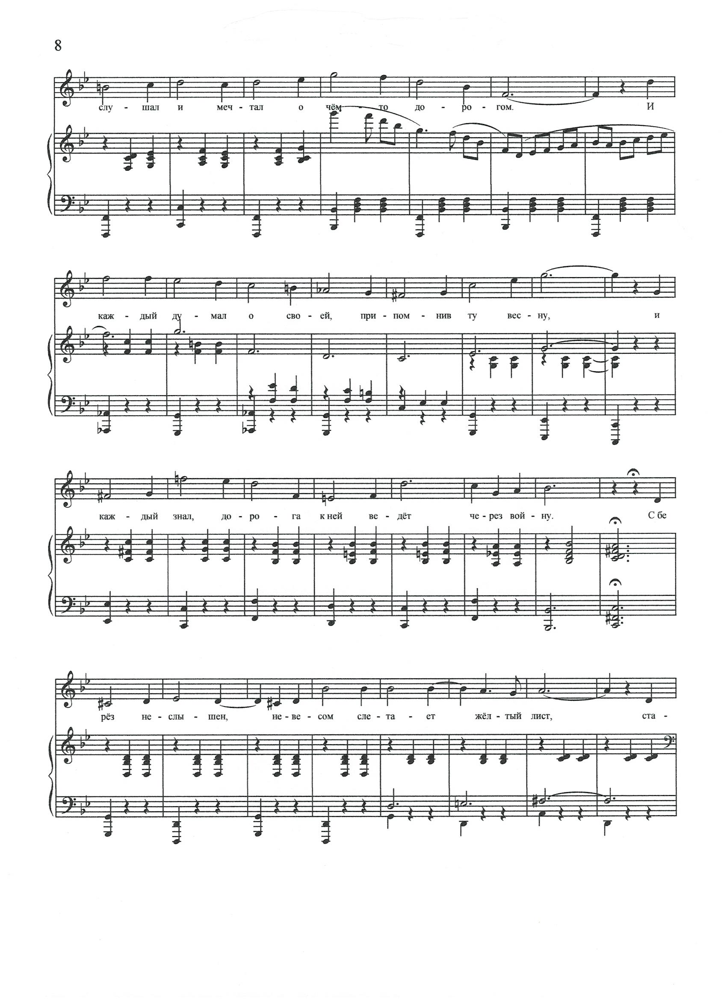 8
слу - шал и меч - тал о чём - то до - ро - гом. И
каж - дый ду - мал о сво - ей, при - пом - нив ту вес - ну, и
каж - дый знал, до - ро - га к ней ве - дёт че - рез вой - ну. С бе
рёз не - слы - шен, не - ве - сом сле - та - ет жёл - тый лист, ста -